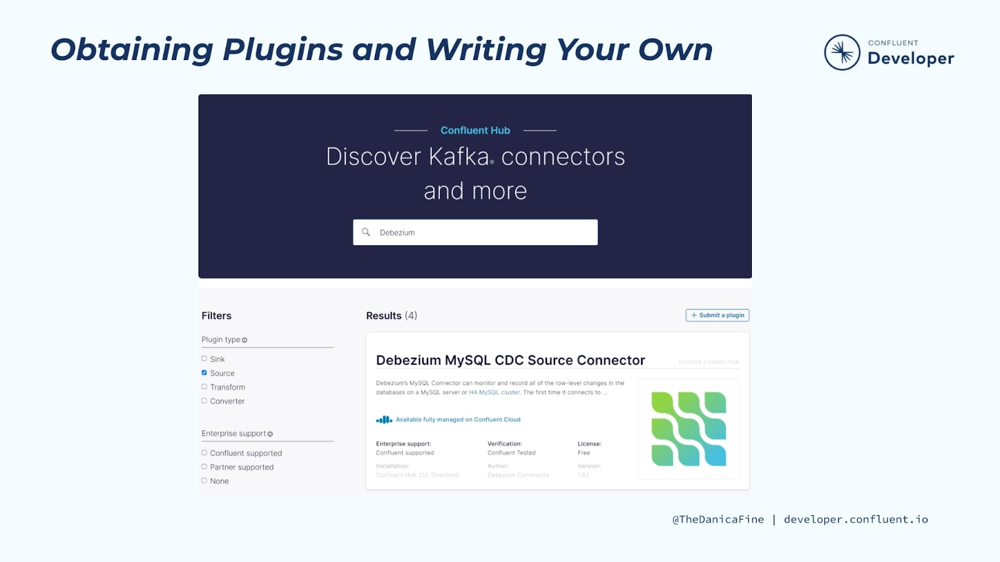 Obtaining Plugins and Writing Your Own
CONFLUENT
Developer
Confluent Hub
Discover Kafka® connectors
and more
Debezium
Filters
Plugin type
Sink
Source
Transform
Converter
Enterprise support
Confluent supported
Partner supported
None
Results (4)
+ Submit a plugin
Debezium MySQL CDC Source Connector
SOURCE CONNECTOR
Debezium's MySQL Connector can monitor and record all of the row-level changes in the
databases on a MySQL server or HA MySQL cluster. The first time it connects to ...
Available fully managed on Confluent Cloud
Enterprise support:
Confluent supported
Verification:
Confluent Tested
License:
Free
Installation:
Confluent Hub CLI, Download
Author:
Debezium Community
Version:
1.8.1
@TheDanicaFine | developer.confluent.io